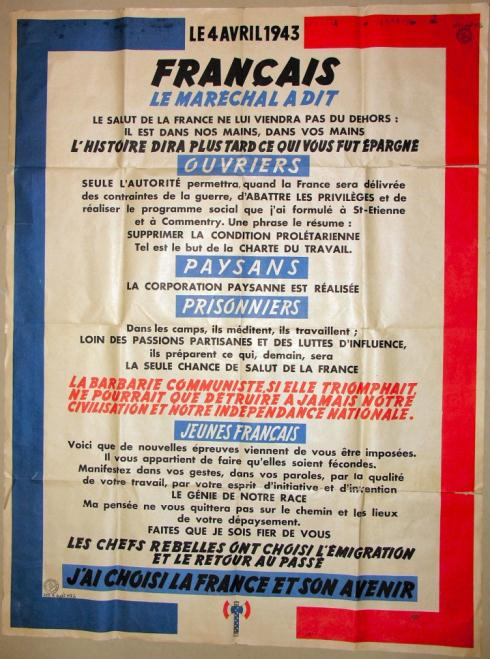 LE 4 AVRIL 1943
FRANÇAIS
LE MARÉCHAL A DIT
LE SALUT DE LA FRANCE NE LUI VIENDRA PAS DU DEHORS :
IL EST DANS NOS MAINS, DANS VOS MAINS
L'HISTOIRE DIRA PLUS TARD CE QUI VOUS FUT ÉPARGNÉ
OUVRIERS
SEULE L'AUTORITÉ permettra, quand la France sera délivrée
des contraintes de la guerre, d'ABATTRE LES PRIVILÈGES et de
réaliser le programme social que j'ai formulé à St-Etienne
et à Commentry. Une phrase le résume :
SUPPRIMER LA CONDITION PROLÉTARIENNE
Tel est le but de la CHARTE DU TRAVAIL.
PAYSANS
LA CORPORATION PAYSANNE EST RÉALISÉE
PRISONNIERS
Dans les camps, ils méditent, ils travaillent ;
LOIN DES PASSIONS PARTISANES ET DES LUTTES D'INFLUENCE,
ils préparent ce qui, demain, sera
LA SEULE CHANCE DE SALUT DE LA FRANCE
LA BARBARIE COMMUNISTE, SI ELLE TRIOMPHAIT,
NE POURRAIT QUE DÉTRUIRE A JAMAIS NOTRE
CIVILISATION ET NOTRE INDÉPENDANCE NATIONALE.
JEUNES FRANÇAIS
Voici que de nouvelles épreuves viennent de vous être imposées.
Il vous appartient de faire qu'elles soient fécondes.
Manifestez dans vos gestes, dans vos paroles, par la qualité
de votre travail, par votre esprit d'initiative et d'invention
LE GÉNIE DE NOTRE RACE
Ma pensée ne vous quittera pas sur le chemin et les lieux
de votre dépaysement.
FAITES QUE JE SOIS FIER DE VOUS
LES CHEFS REBELLES ONT CHOISI L'ÉMIGRATION
ET LE RETOUR AU PASSÉ
J'AI CHOISI LA FRANCE ET SON AVENIR